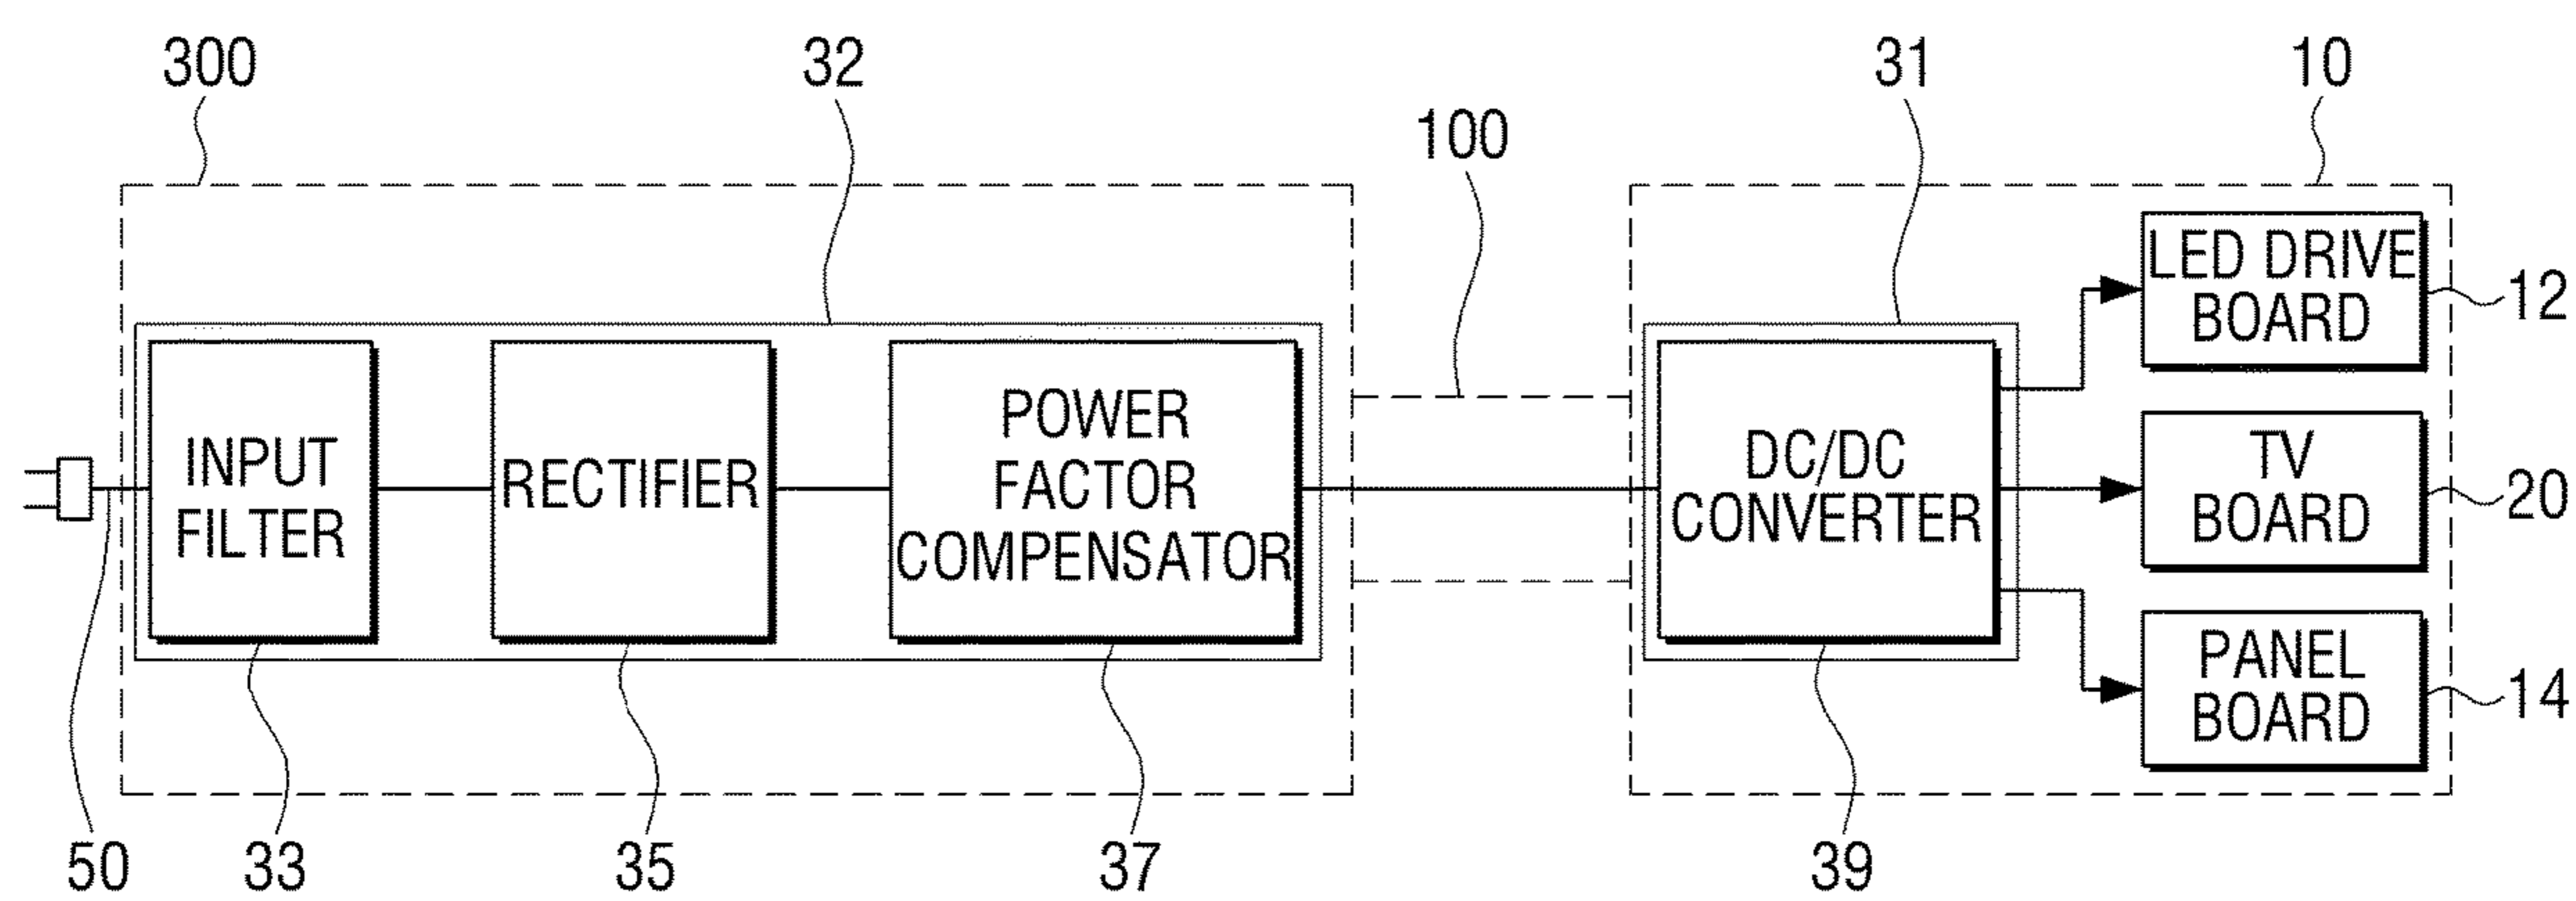 300
32
31
10
100
LED DRIVE
BOARD
12
INPUT
FILTER
RECTIFIER
POWER
FACTOR
COMPENSATOR
DC/DC
CONVERTER
TV
BOARD
20
PANEL
BOARD
14
50
33
35
37
39